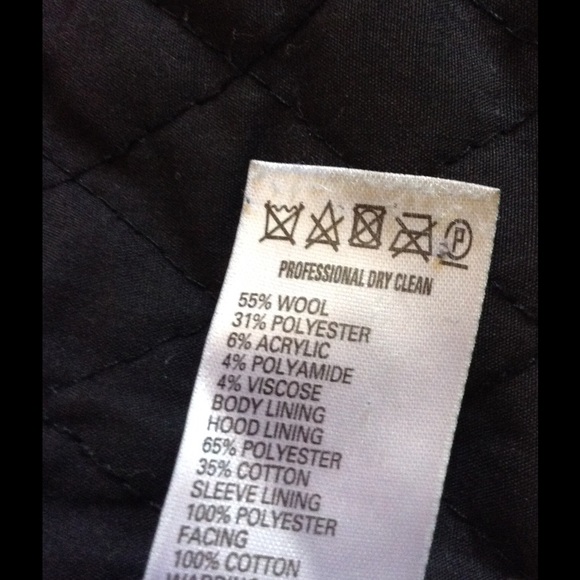 P
PROFESSIONAL DRY CLEAN
55% WOOL
31% POLYESTER
6% ACRYLIC
4% POLYAMIDE
4% VISCOSE
BODY LINING
HOOD LINING
65% POLYESTER
35% COTTON
SLEEVE LINING
100% POLYESTER
FACING
100% COTTON